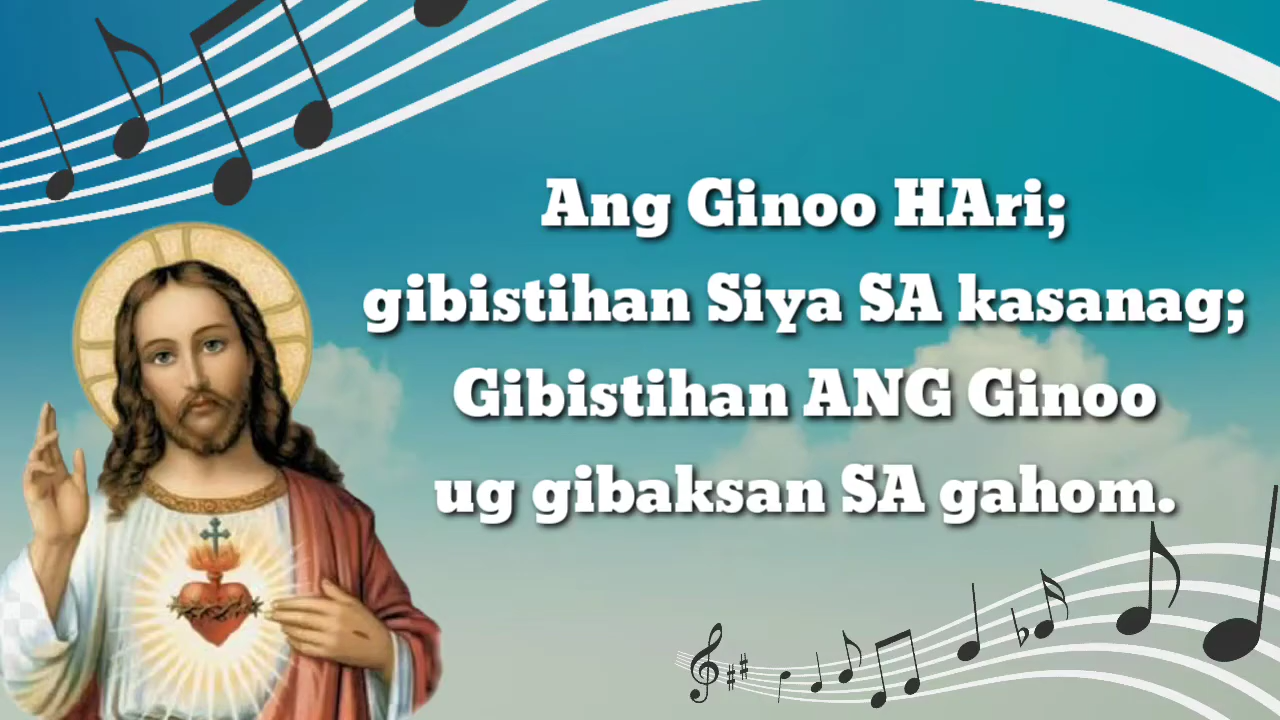 Ang Ginoo HAri;
gibistihan Siya SA kasanag;
Gibistihan ANG Ginoo
ug gibaksan SA gahom.